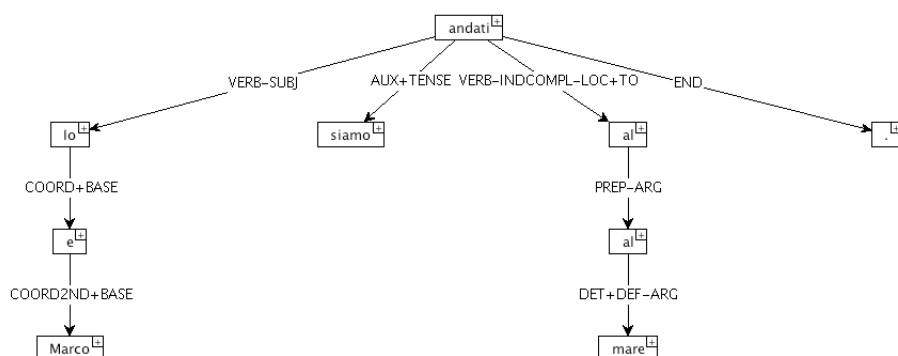 andati
VERB-SUBJ AUX+TENSE VERB-INDCOMPL-LOC+TO END
Io siamo al .
COORD+BASE PREP-ARG
e al
COORD2ND+BASE DET+DEF-ARG
Marco mare